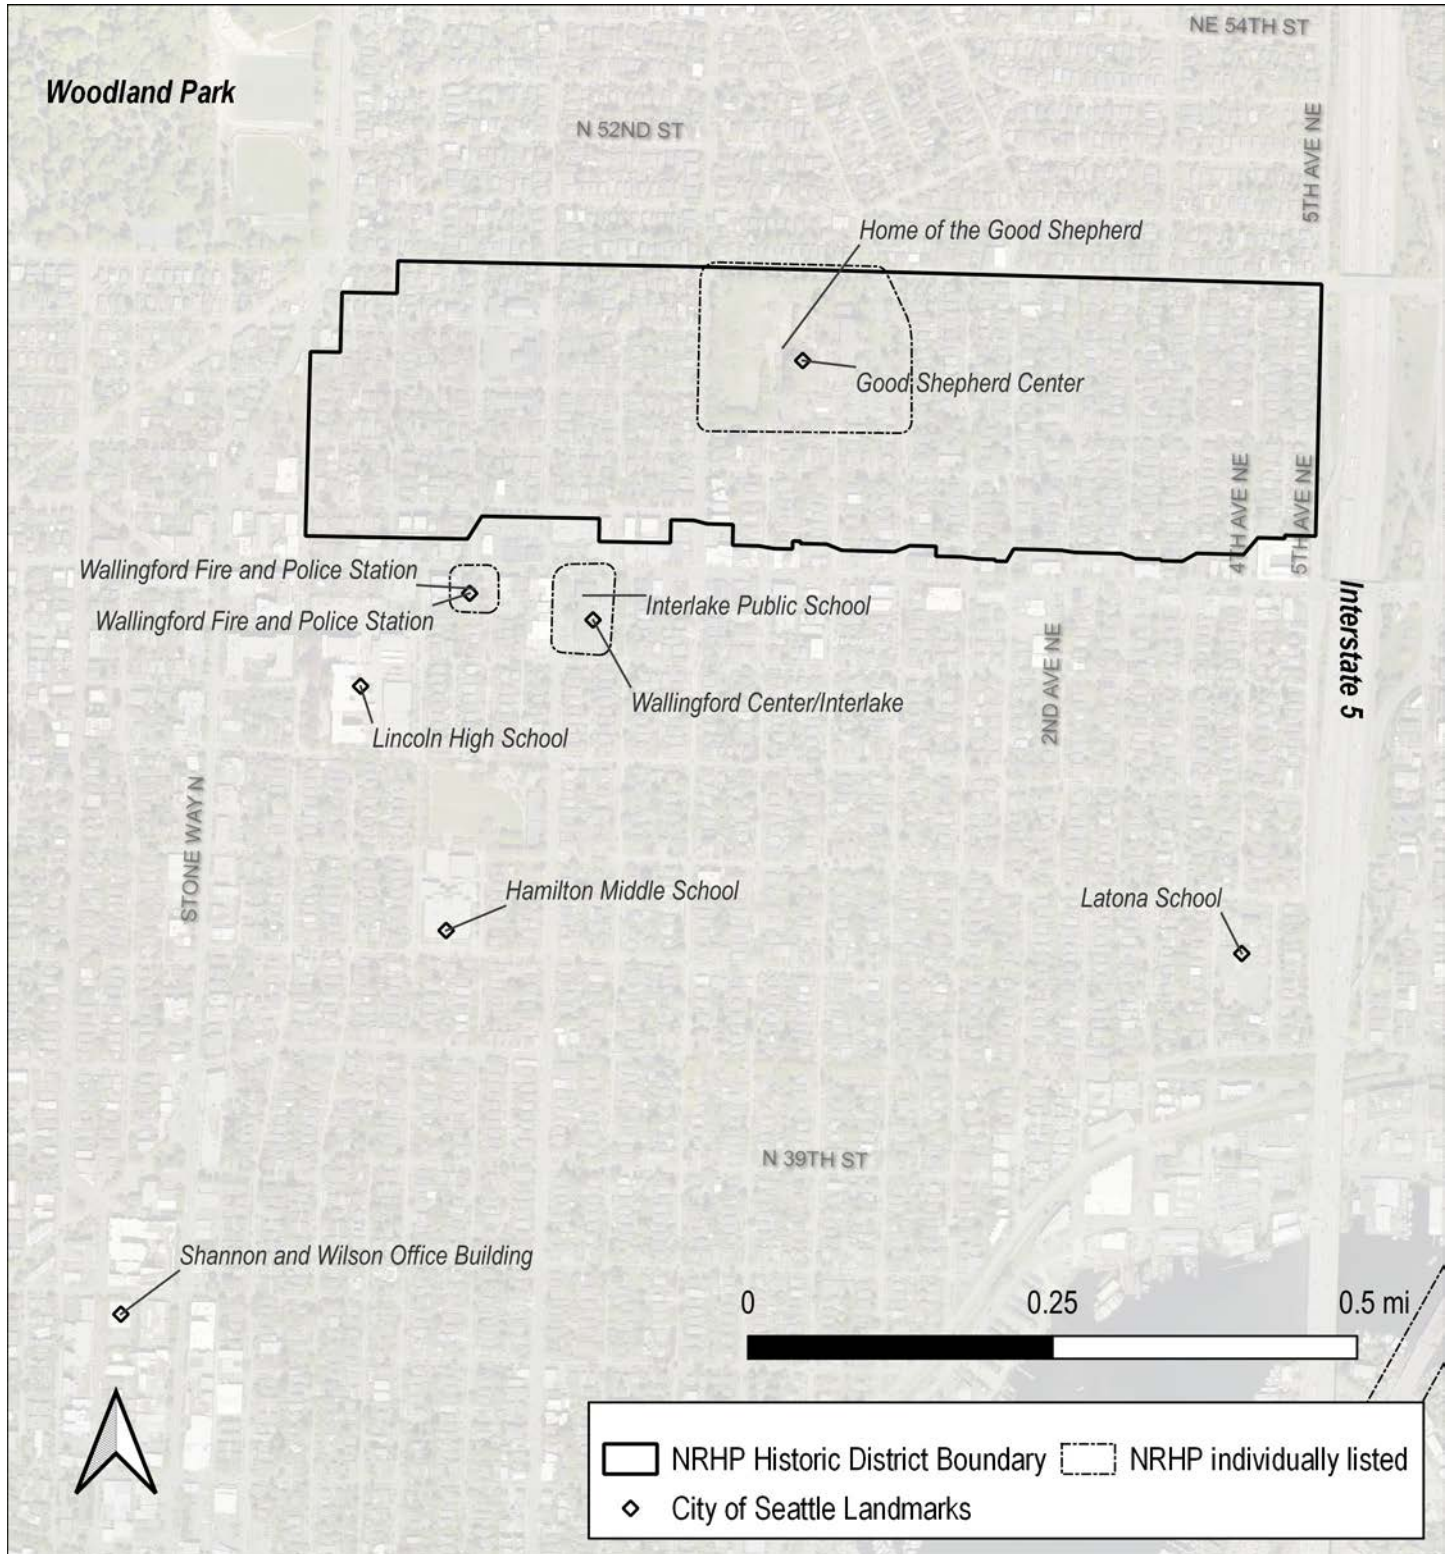 NE 54TH ST
Woodland Park
5TH AVE NE
N 52ND ST
Home of the Good Shepherd
Good Shepherd Center
4TH AVE NE
5TH AVE NE
Wallingford Fire and Police Station
Wallingford Fire and Police Station
Interlake Public School
Interstate 5
2ND AVE NE
Wallingford Center/Interlake
Lincoln High School
STONE WAY N
Hamilton Middle School
Latona School
N 39TH ST
Shannon and Wilson Office Building
0 0.25 0.5 mi
NRHP Historic District Boundary NRHP individually listed
City of Seattle Landmarks